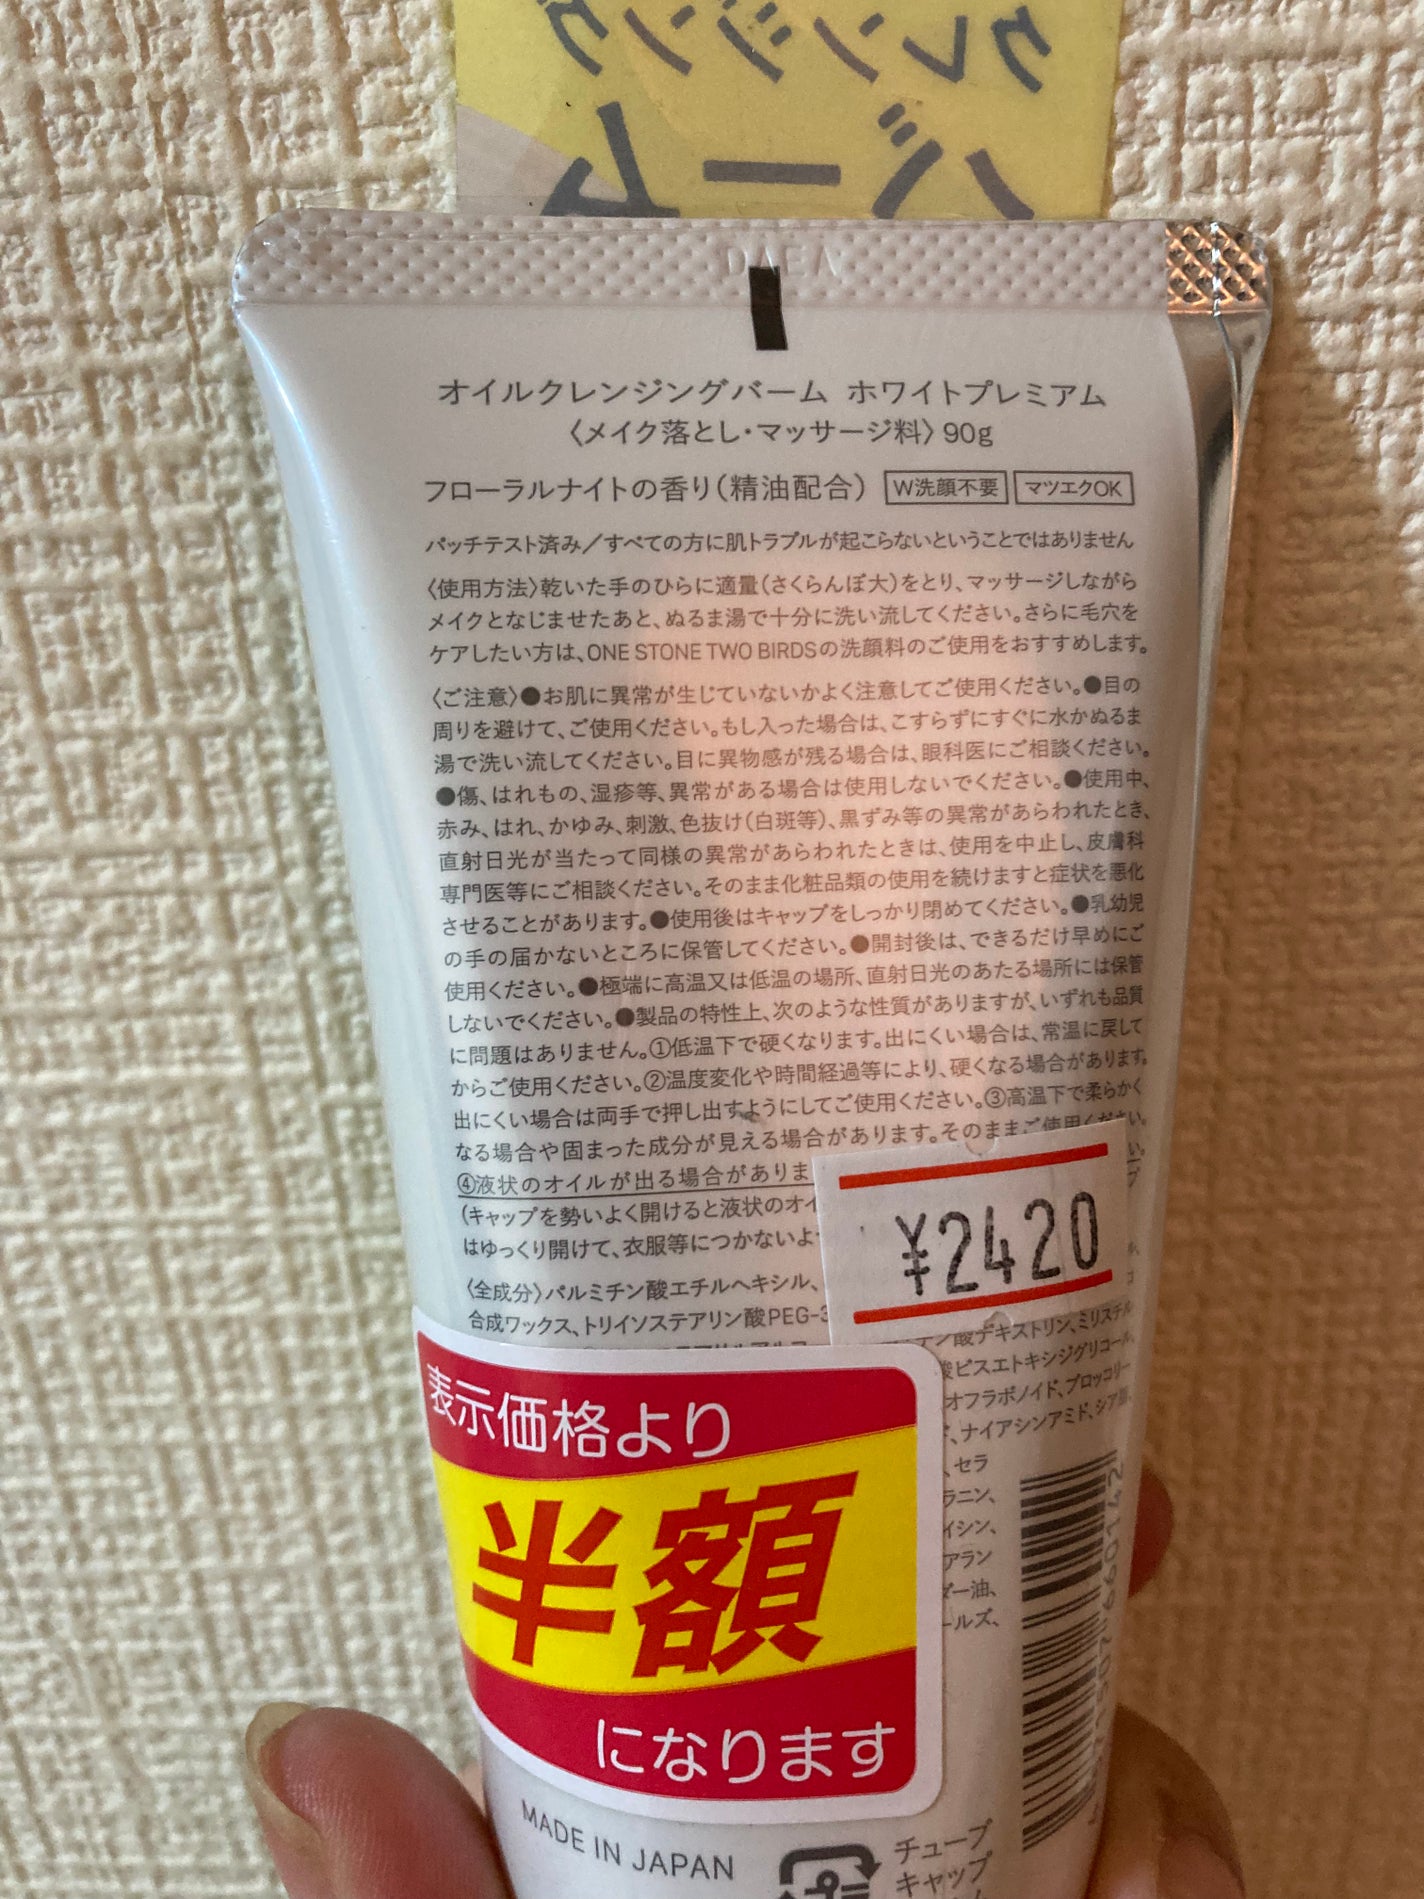 クレンジング
バーム
オイルクレンジングバーム ホワイトプレミアム
〈メイク落とし・マッサージ料〉90g
フローラルナイトの香り(精油配合) W洗顔不要 マツエクOK
パッチテスト済み/すべての方に肌トラブルが起こらないということではありません
〈使用方法〉乾いた手のひらに適量(さくらんぼ大)をとり、マッサージしながら
メイクとなじませたあと、ぬるま湯で十分に洗い流してください。さらに毛穴を
ケアしたい方は、ONE STONE TWO BIRDSの洗顔料のご使用をおすすめします。
〈ご注意〉●お肌に異常が生じていないかよく注意してご使用ください。●目の
周りを避けて、ご使用ください。もし入った場合は、こすらずにすぐに水かぬるま
湯で洗い流してください。目に異物感が残る場合は、眼科医にご相談ください。
●傷、はれもの、湿疹等、異常がある場合は使用しないでください。●使用中、
赤み、はれ、かゆみ、刺激、色抜け(白斑等)、黒ずみ等の異常があらわれたとき、
直射日光が当たって同様の異常があらわれたときは、使用を中止し、皮膚科
専門医等にご相談ください。そのまま化粧品類の使用を続けますと症状を悪化
させることがあります。●使用後はキャップをしっかり閉めてください。●乳幼児
の手の届かないところに保管してください。●開封後は、できるだけ早めにご
使用ください。●極端に高温又は低温の場所、直射日光のあたる場所には保管
しないでください。●製品の特性上、次のような性質がありますが、いずれも品質
に問題はありません。①低温下で硬くなります。出にくい場合は、常温に戻して
からご使用ください。②温度変化や時間経過等により、硬くなる場合があります。
出にくい場合は両手で押し出すようにしてご使用ください。③高温下で柔らかく
なる場合や固まった成分が見える場合があります。そのままご使用ください。
④液状のオイルが出る場合がありま
(キャップを勢いよく開けると液状のオイ
はゆっくり開けて、衣服等につかないよ
¥2420
〈全成分〉パルミチン酸エチルヘキシル、
合成ワックス、トリイソステアリン酸PEG-
テン酸デキストリン、ミリスチル
酸ビスエトキシジグリコール、
オフラボノイド、ブロッコリー
、ナイアシンアミド、シア脂、
、セラ
ラニン、
イシン、
アラン
ダー油、
ールズ、
表示価格より
半額
になります
MADE IN JAPAN
チューブ
キャップ